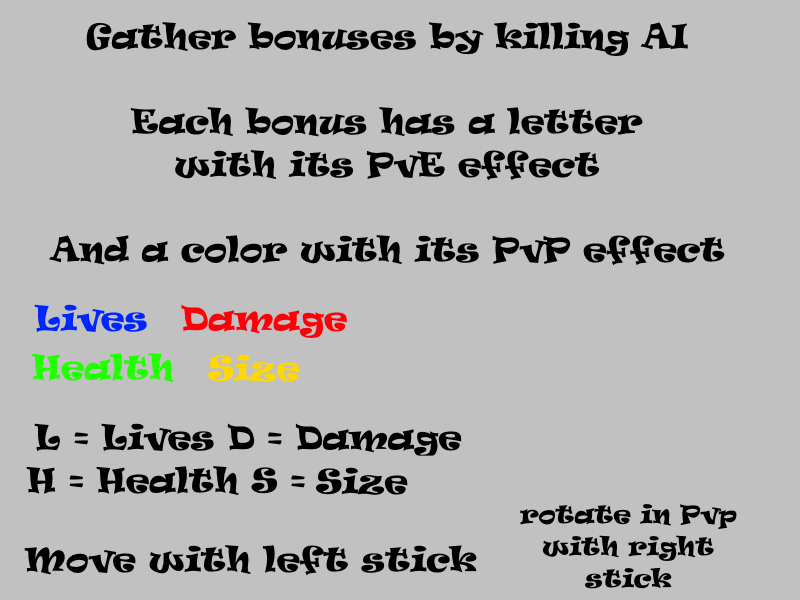 Gather bonuses by killing AI
Each bonus has a letter
with its PvE effect
And a color with its PvP effect
Lives Damage
Health Size
L = Lives D = Damage
H = Health S = Size
Move with left stick
rotate in Pvp
with right
stick